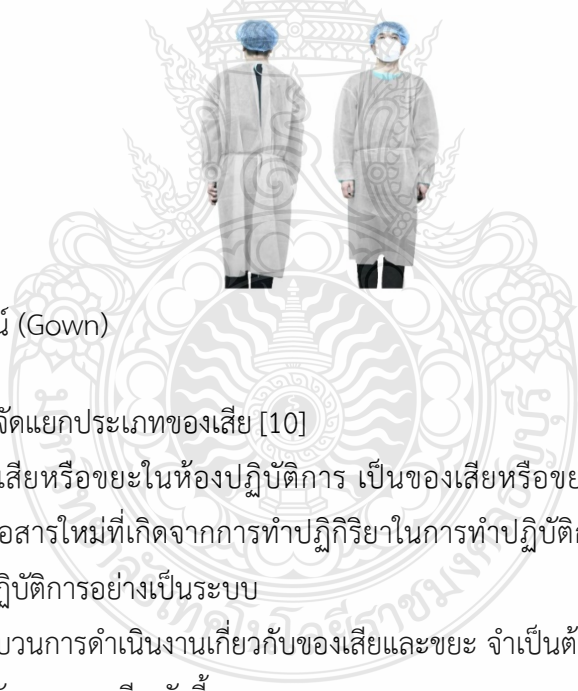 น์ (Gown)
จัดแยกประเภทของเสีย [10]
เสียหรือขยะในห้องปฏิบัติการ เป็นของเสียหรือขย
อสารใหม่ที่เกิดจากการทำปฏิกิริยาในการทำปฏิบัติก
ฏิบัติการอย่างเป็นระบบ
บวนการดำเนินงานเกี่ยวกับของเสียและขยะ จำเป็นต้